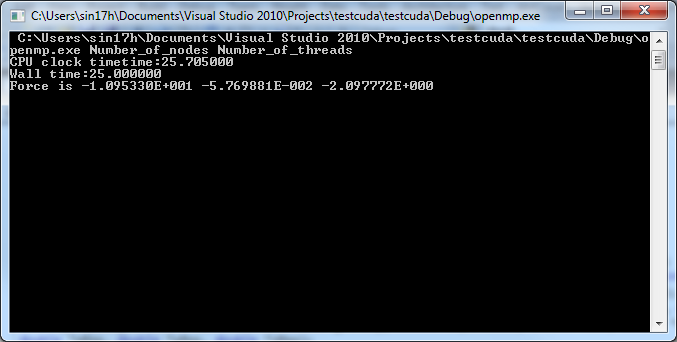 C:\Users\sin17h\Documents\Visual Studio 2010\Projects\testcuda\testcuda\Debug\openmp.exe
C:\Users\sin17h\Documents\Visual Studio 2010\Projects\testcuda\testcuda\Debug\o
penmp.exe Number_of_nodes Number_of_threads
CPU clock timetime:25.705000
Wall time:25.000000
Force is -1.095330E+001 -5.769881E-002 -2.097772E+000